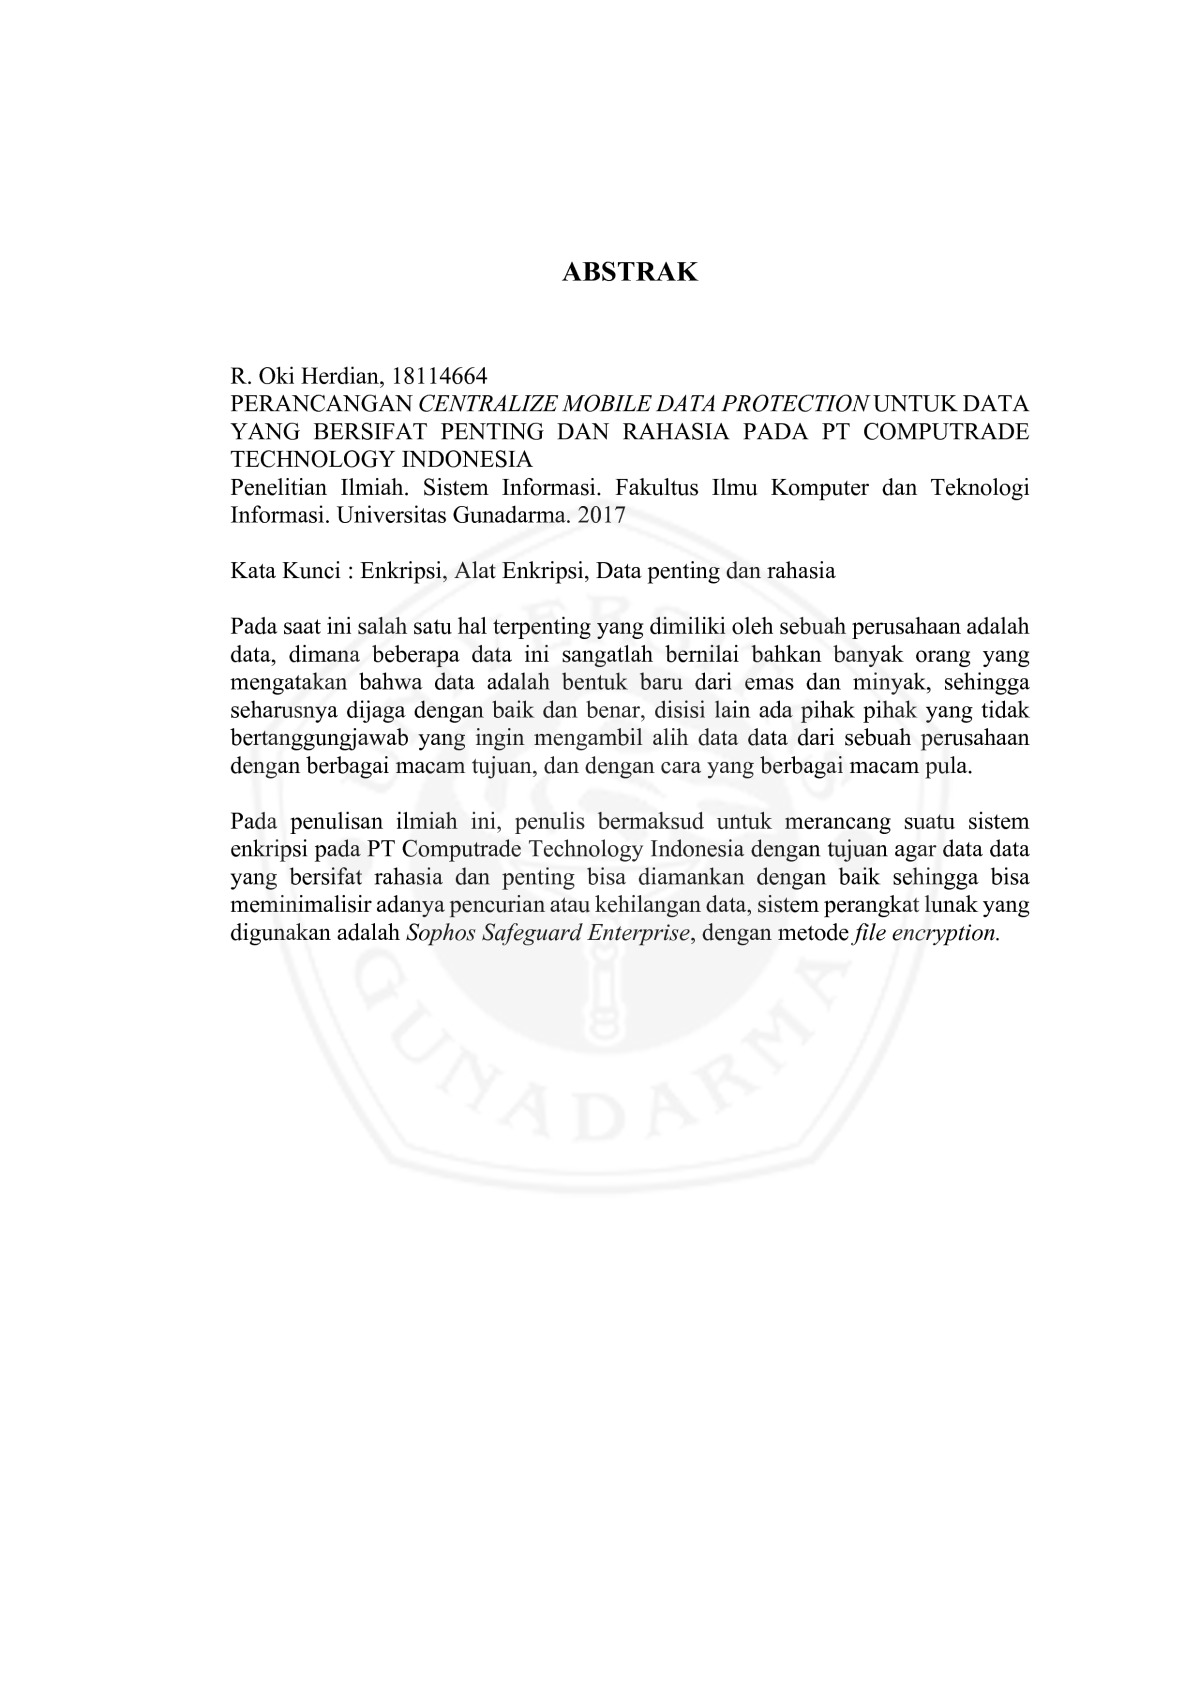 ABSTRAK
R. Oki Herdian, 18114664
PERANCANGAN CENTRALIZE MOBILE DATA PROTECTION UNTUK DATA
YANG BERSIFAT PENTING DAN RAHASIA PADA PT COMPUTRADE
TECHNOLOGY INDONESIA
Penelitian Ilmiah. Sistem Informasi. Fakultus Ilmu Komputer dan Teknologi
Informasi. Universitas Gunadarma. 2017
Kata Kunci : Enkripsi, Alat Enkripsi, Data penting dan rahasia
Pada saat ini salah satu hal terpenting yang dimiliki oleh sebuah perusahaan adalah
data, dimana beberapa data ini sangatlah bernilai bahkan banyak orang yang
mengatakan bahwa data adalah bentuk baru dari emas dan minyak, sehingga
seharusnya dijaga dengan baik dan benar, disisi lain ada pihak pihak yang tidak
bertanggungjawab yang ingin mengambil alih data data dari sebuah perusahaan
dengan berbagai macam tujuan, dan dengan cara yang berbagai macam pula.
Pada penulisan ilmiah ini, penulis bermaksud untuk merancang suatu sistem
enkripsi pada PT Computrade Technology Indonesia dengan tujuan agar data data
yang bersifat rahasia dan penting bisa diamankan dengan baik sehingga bisa
meminimalisir adanya pencurian atau kehilangan data, sistem perangkat lunak yang
digunakan adalah Sophos Safeguard Enterprise, dengan metode file encryption.
GUNADARMA